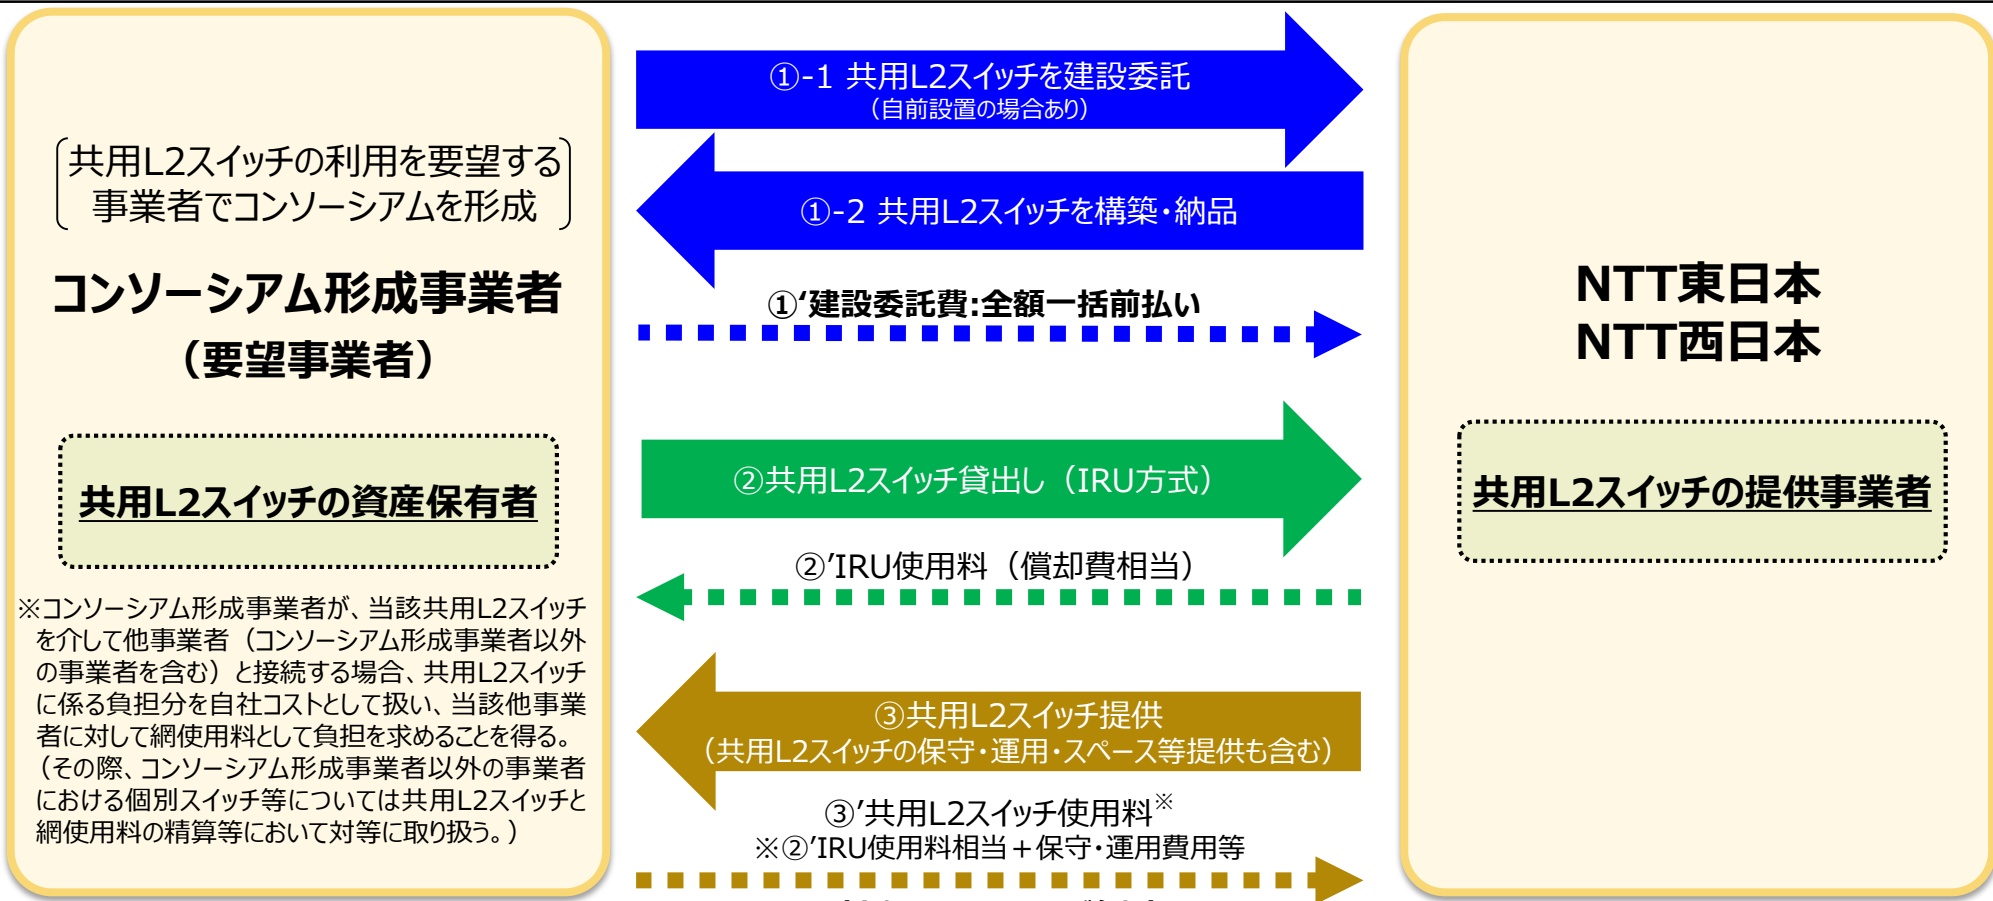 共用L2スイッチの利用を要望する
事業者でコンソーシアムを形成
コンソーシアム形成事業者
（要望事業者）
共用L2スイッチの資産保有者
※コンソーシアム形成事業者が、当該共用L2スイッチ
を介して他事業者（コンソーシアム形成事業者以外
の事業者を含む）と接続する場合、共用L2スイッチ
に係る負担分を自社コストとして扱い、当該他事業
者に対して網使用料として負担を求めることを得る。
（その際、コンソーシアム形成事業者以外の事業者
における個別スイッチ等については共用L2スイッチと
網使用料の精算等において対等に取り扱う。）
①-1 共用L2スイッチを建設委託
（自前設置の場合あり）
①-2 共用L2スイッチを構築・納品
①‘建設委託費:全額一括前払い
②共用L2スイッチ貸出し（IRU方式）
②’IRU使用料（償却費相当）
③共用L2スイッチ提供
（共用L2スイッチの保守・運用・スペース等提供も含む）
③’共用L2スイッチ使用料※
※②’IRU使用料相当＋保守・運用費用等
NTT東日本
NTT西日本
共用L2スイッチの提供事業者